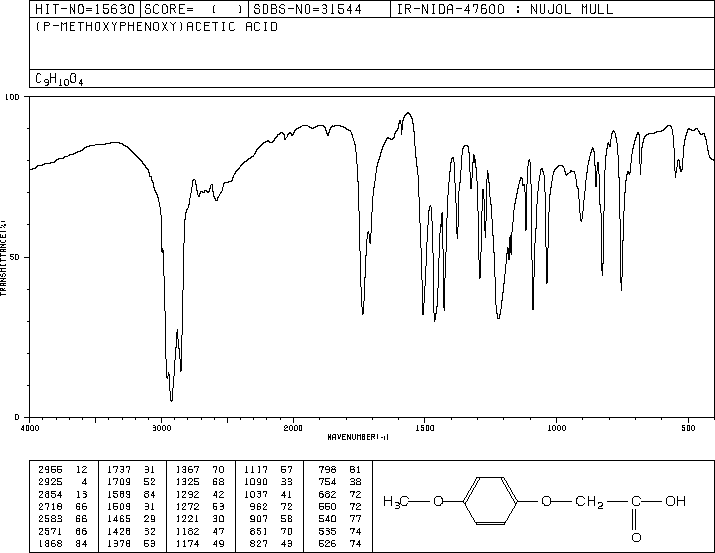 HIT-NO=15630 SCORE= ( ) SDBS-NO=31544 IR-NIDA-47600 : NUJOL MULL
(P-METHOXYPHENOXY)ACETIC ACID
C9H10O4
100
TRANSMITTANCE(%)
50
0
4000 3000 2000 1500 1000 500
WAVENUMBER(-1)
2955 12 1737 31 1367 70 1117 57 798 81
2925 4 1709 52 1325 68 1090 33 754 38
2854 13 1589 84 1292 42 1037 41 682 72
2718 66 1509 31 1272 53 962 72 550 72
2583 66 1465 29 1221 30 907 58 540 77
2571 66 1428 32 1182 47 851 70 535 74
1868 84 1378 53 1174 49 827 43 526 74
H3C O O CH2 C OH
O